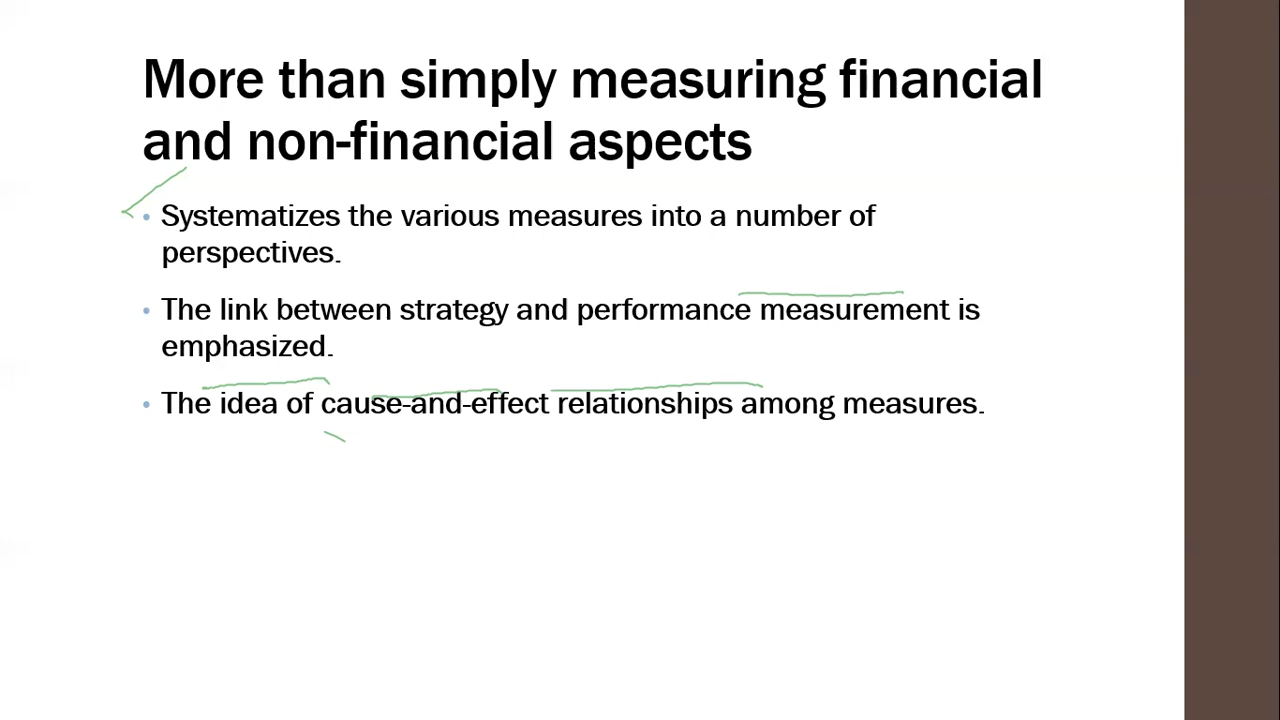 More than simply measuring financial
and non-financial aspects
• Systematizes the various measures into a number of
perspectives.
• The link between strategy and performance measurement is
emphasized.
• The idea of cause-and-effect relationships among measures.